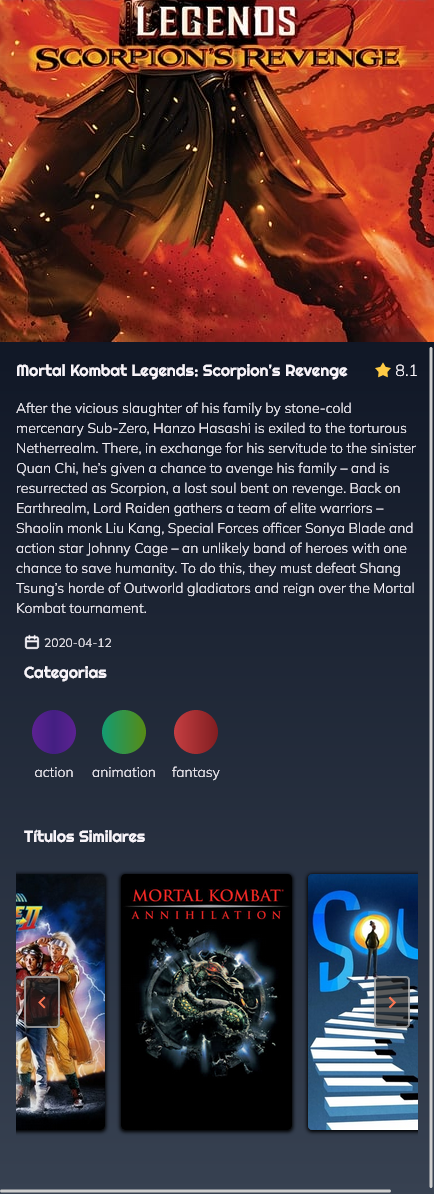 LEGENDS
SCORPION'S REVENGE
Mortal Kombat Legends: Scorpion's Revenge
8.1
After the vicious slaughter of his family by stone-cold
mercenary Sub-Zero, Hanzo Hasashi is exiled to the torturous
Netherrealm. There, in exchange for his servitude to the sinister
Quan Chi, he’s given a chance to avenge his family – and is
resurrected as Scorpion, a lost soul bent on revenge. Back on
Earthrealm, Lord Raiden gathers a team of elite warriors –
Shaolin monk Liu Kang, Special Forces officer Sonya Blade and
action star Johnny Cage – an unlikely band of heroes with one
chance to save humanity. To do this, they must defeat Shang
Tsung’s horde of Outworld gladiators and reign over the Mortal
Kombat tournament.
2020-04-12
Categorias
action animation fantasy
Títulos Similares
II
MORTAL KOMBAT
ANNIHILATION
SOU